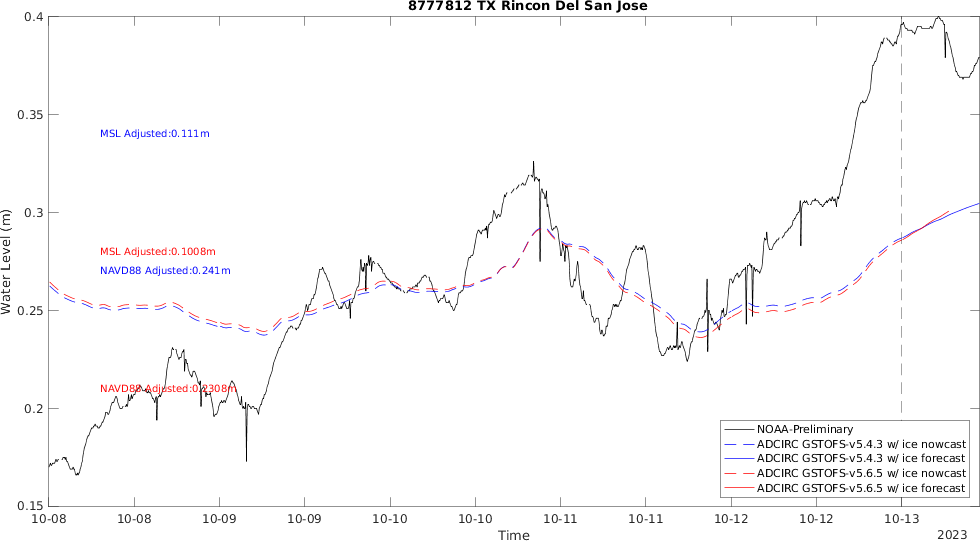 8777812 TX Rincon Del San Jose
Water Level (m)
0.4
0.35
0.3
0.25
0.2
0.15
MSL Adjusted:0.111m
MSL Adjusted:0.1008m
NAVD88 Adjusted:0.241m
NAVD88 Adjusted:0.2308m
NOAA-Preliminary
ADCIRC GSTOFS-v5.4.3 w/ ice nowcast
ADCIRC GSTOFS-v5.4.3 w/ ice forecast
ADCIRC GSTOFS-v5.6.5 w/ ice nowcast
ADCIRC GSTOFS-v5.6.5 w/ ice forecast
10-08 10-08 10-09 10-09 10-10 10-10 10-11 10-11 10-12 10-12 10-13
Time
2023